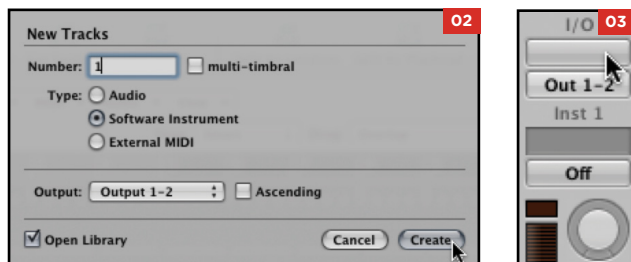 02
New Tracks
Number: 1 multi-timbral
Type: Audio
Software Instrument
External MIDI
Output: Output 1-2 Ascending
Open Library Cancel Create
I/O 03
Out 1-2
Inst 1
Off